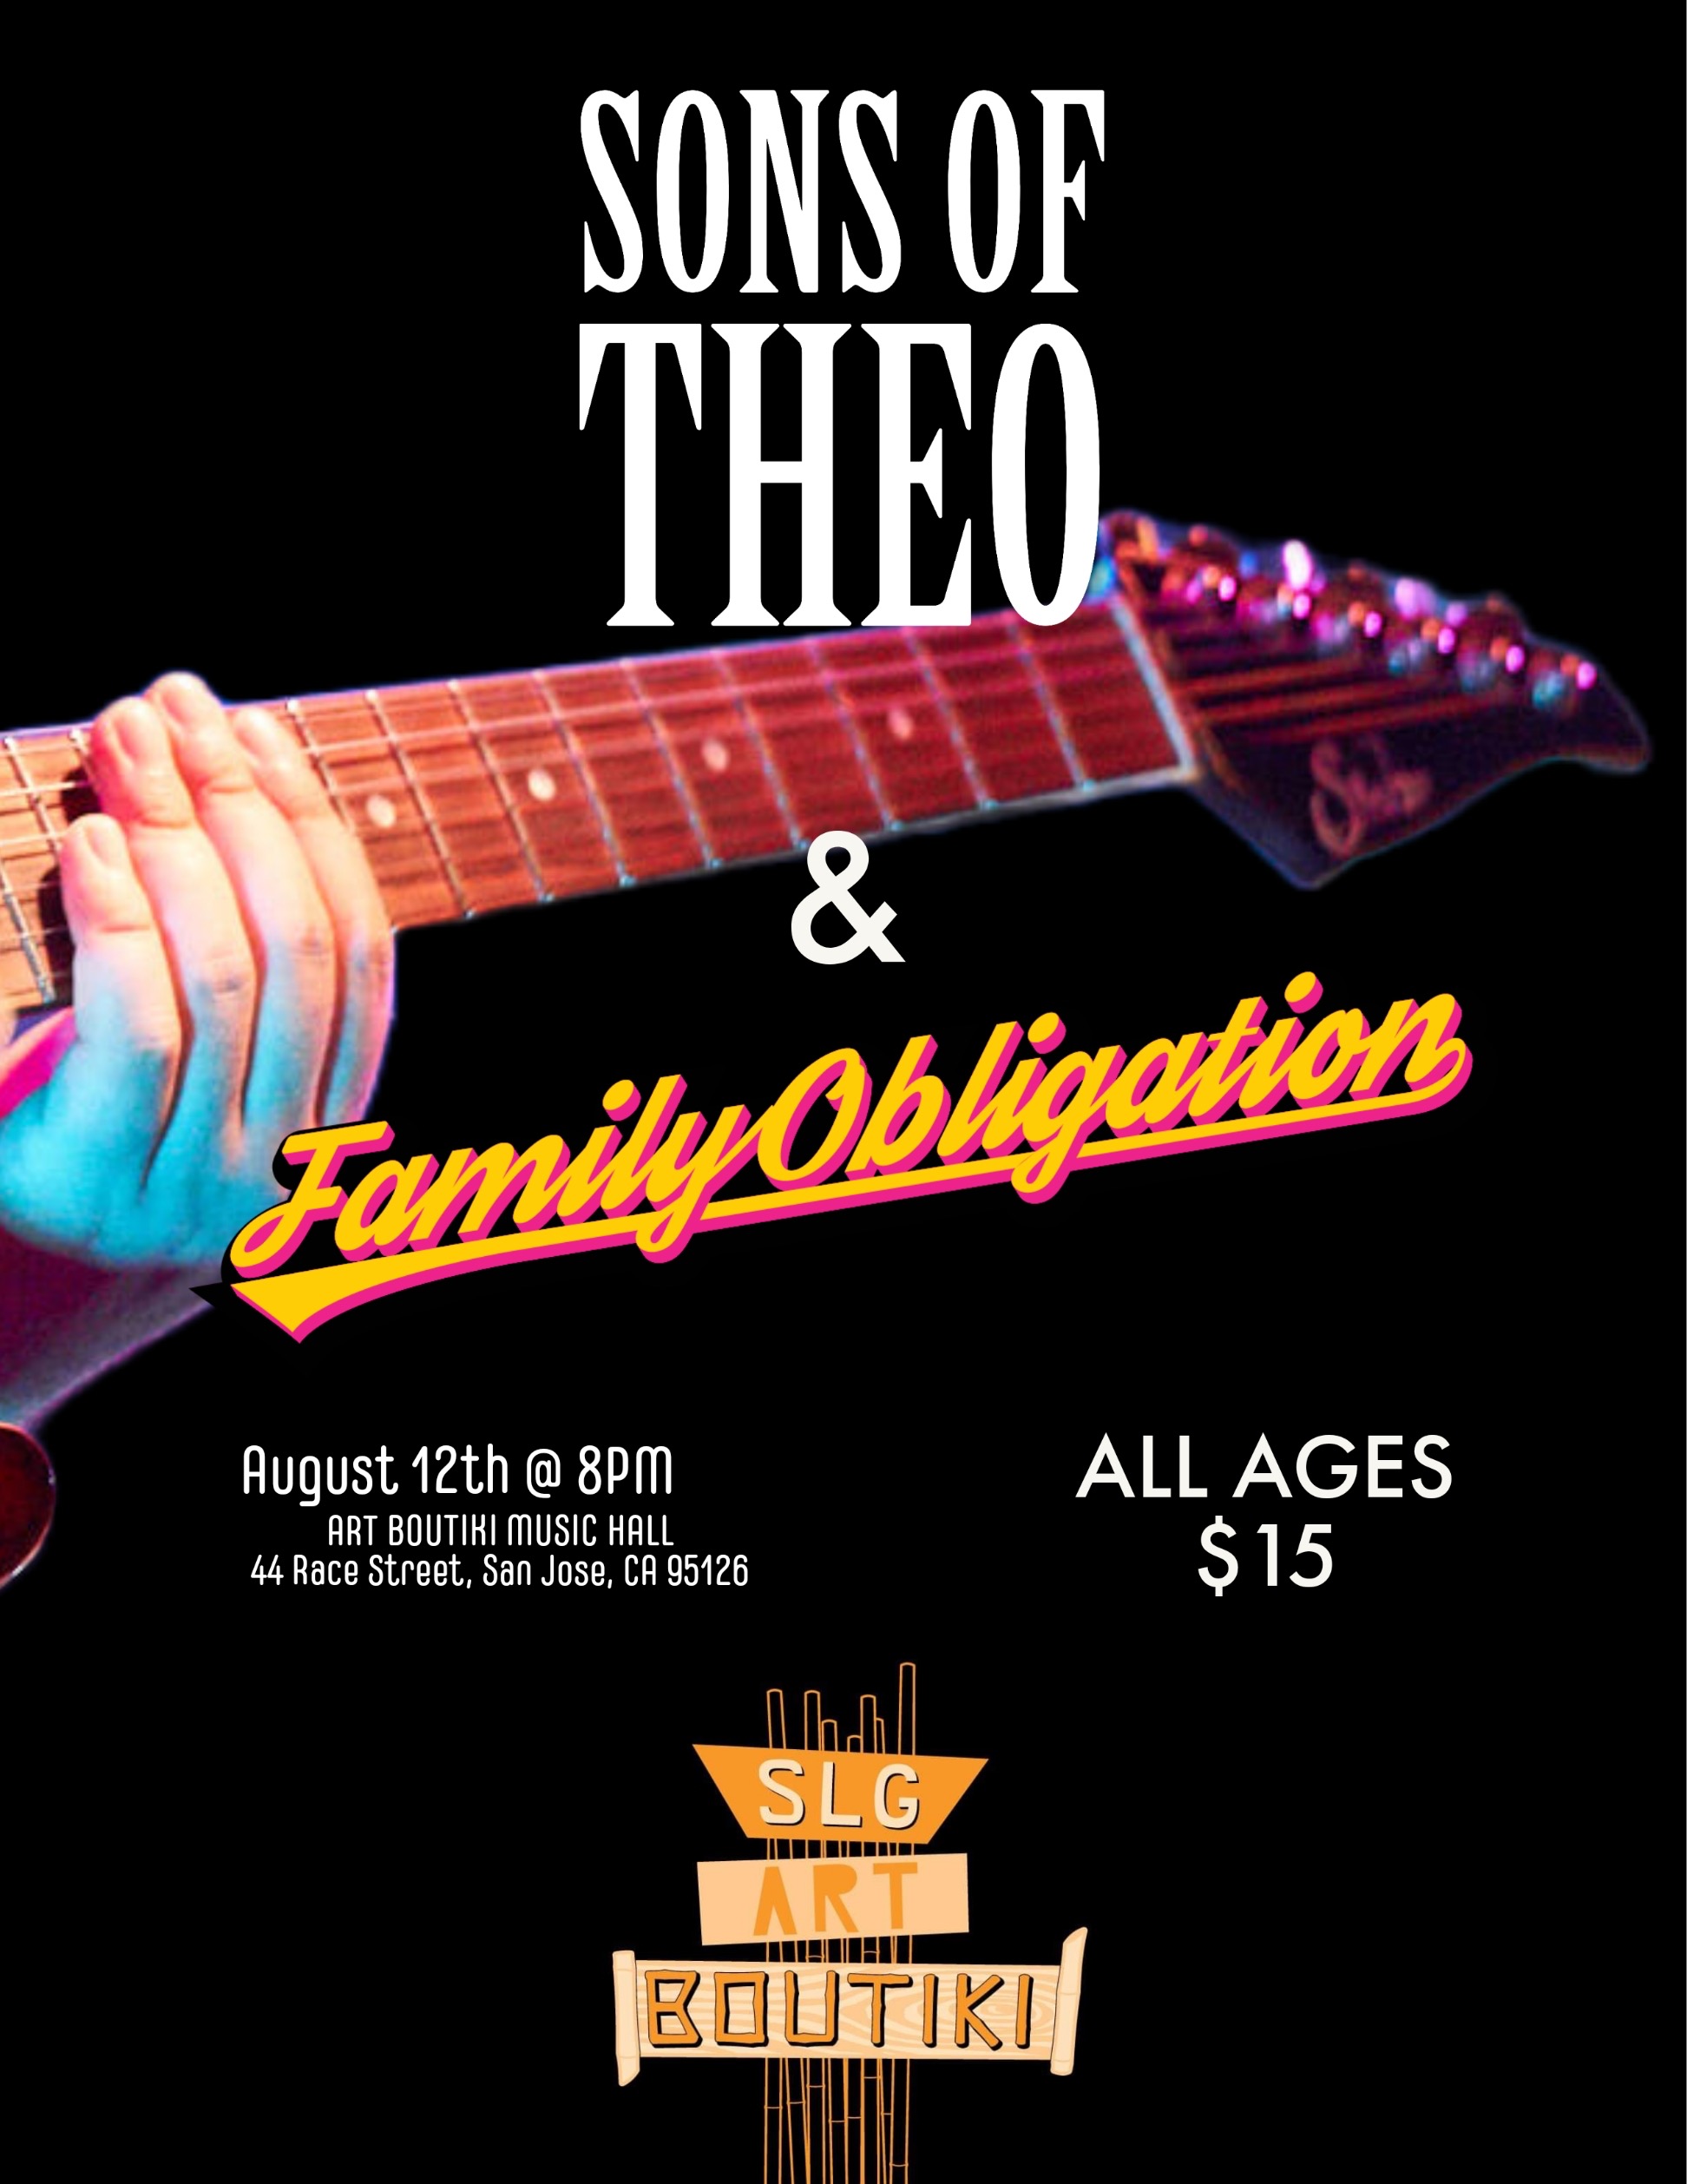 SONS OF
THEO
&
Family Obligation
August 12th @ 8PM
ART BOUTIKI MUSIC HALL
44 Race Street, San Jose, CA 95126
ALL AGES
$15
SLG
ART
BOUTIKI